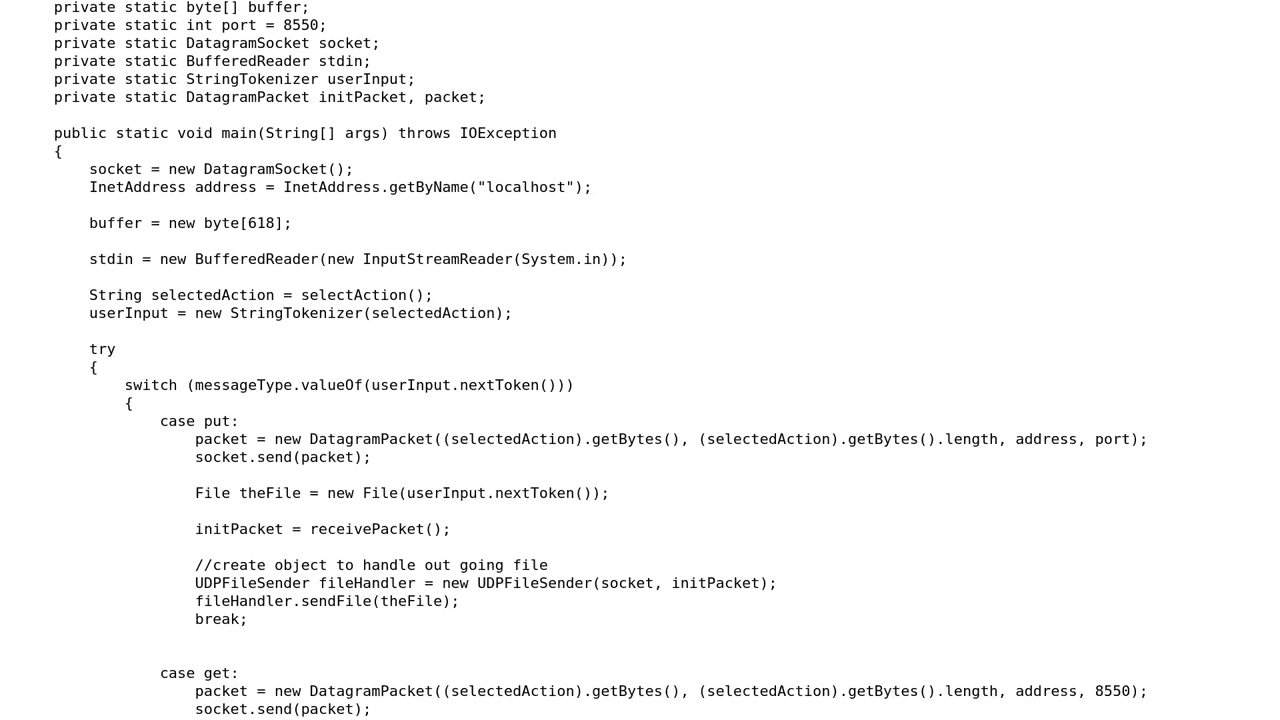 private static byte[] buffer;
private static int port = 8550;
private static DatagramSocket socket;
private static BufferedReader stdin;
private static StringTokenizer userInput;
private static DatagramPacket initPacket, packet;
public static void main(String[] args) throws IOException
{
socket = new DatagramSocket();
InetAddress address = InetAddress.getByName("localhost");
buffer = new byte[618];
stdin = new BufferedReader(new InputStreamReader(System.in));
String selectedAction = selectAction();
userInput = new StringTokenizer(selectedAction);
try
{
switch (messageType.valueOf(userInput.nextToken()))
{
case put:
packet = new DatagramPacket((selectedAction).getBytes(), (selectedAction).getBytes().length, address, port);
socket.send(packet);
File theFile = new File(userInput.nextToken());
initPacket = receivePacket();
//create object to handle out going file
UDPFileSender fileHandler = new UDPFileSender(socket, initPacket);
fileHandler.sendFile(theFile);
break;
case get:
packet = new DatagramPacket((selectedAction).getBytes(), (selectedAction).getBytes().length, address, 8550);
socket.send(packet);